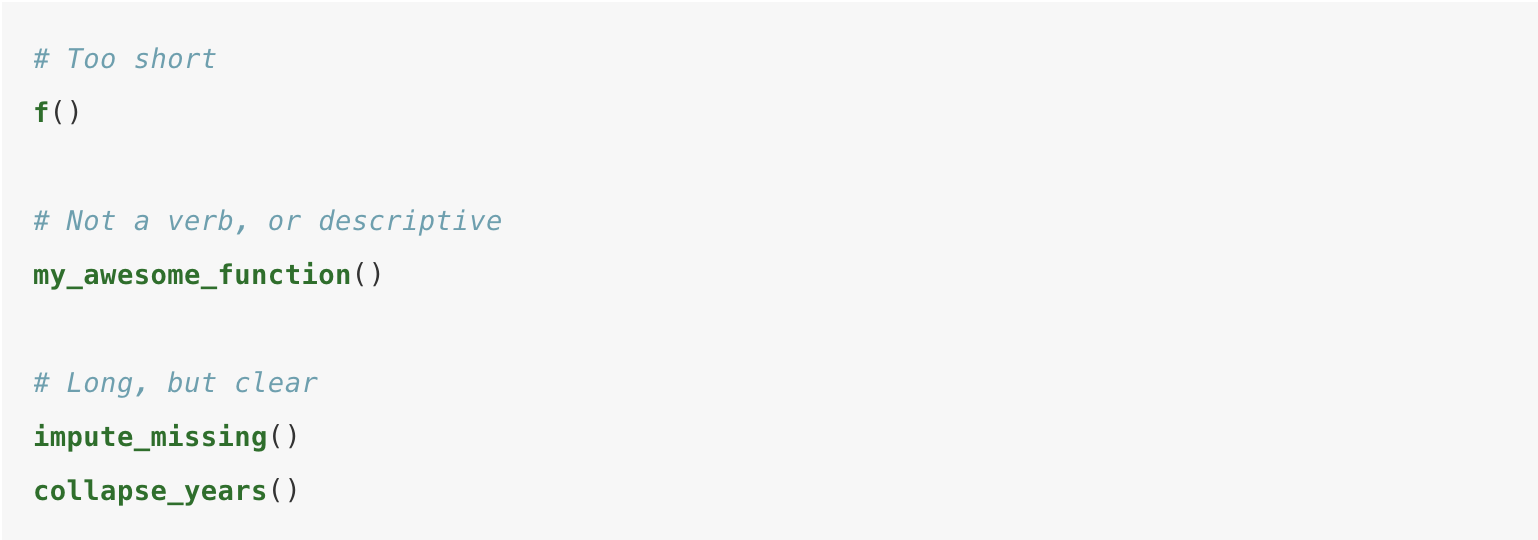 # Too short
f()
# Not a verb, or descriptive
my_awesome_function()
# Long, but clear
impute_missing()
collapse_years()